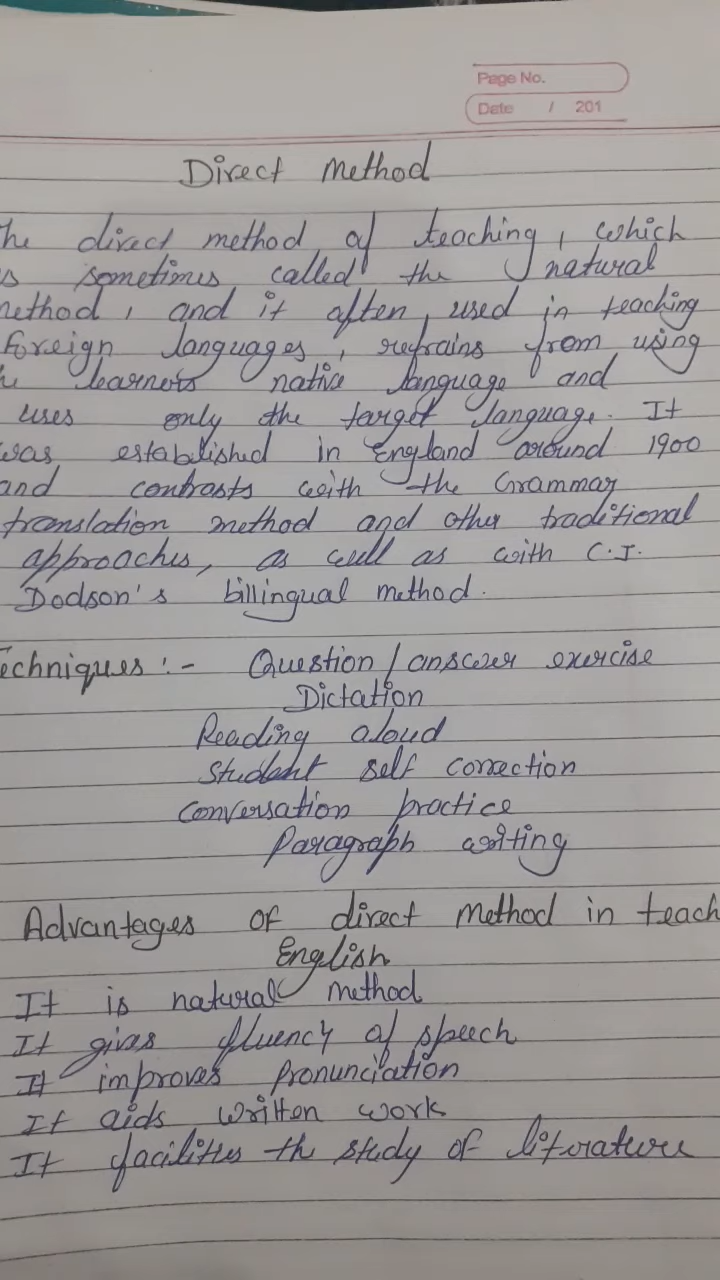 Page No.
Date / 201
Direct Method
he direct method of teaching, which
s sometimes called the natural
nethod, and it often, used in teaching
foreign languages, refrains from using
learners native language and
uses only the target language. It
was established in England around 1900
and contrasts with the Grammar
translation method and other traditional
approaches, as well as with C.J.
Dodson's billingual method.
echniques :- Question/answer exercise
Dictation
Reading aloud
Student self correction
Conversation practice
Paragraph writing
Advantages of direct Method in teach
English
It is natural method
It gives fluency of speech
It improves pronunciation
It aids written work
It facilities the study of literature